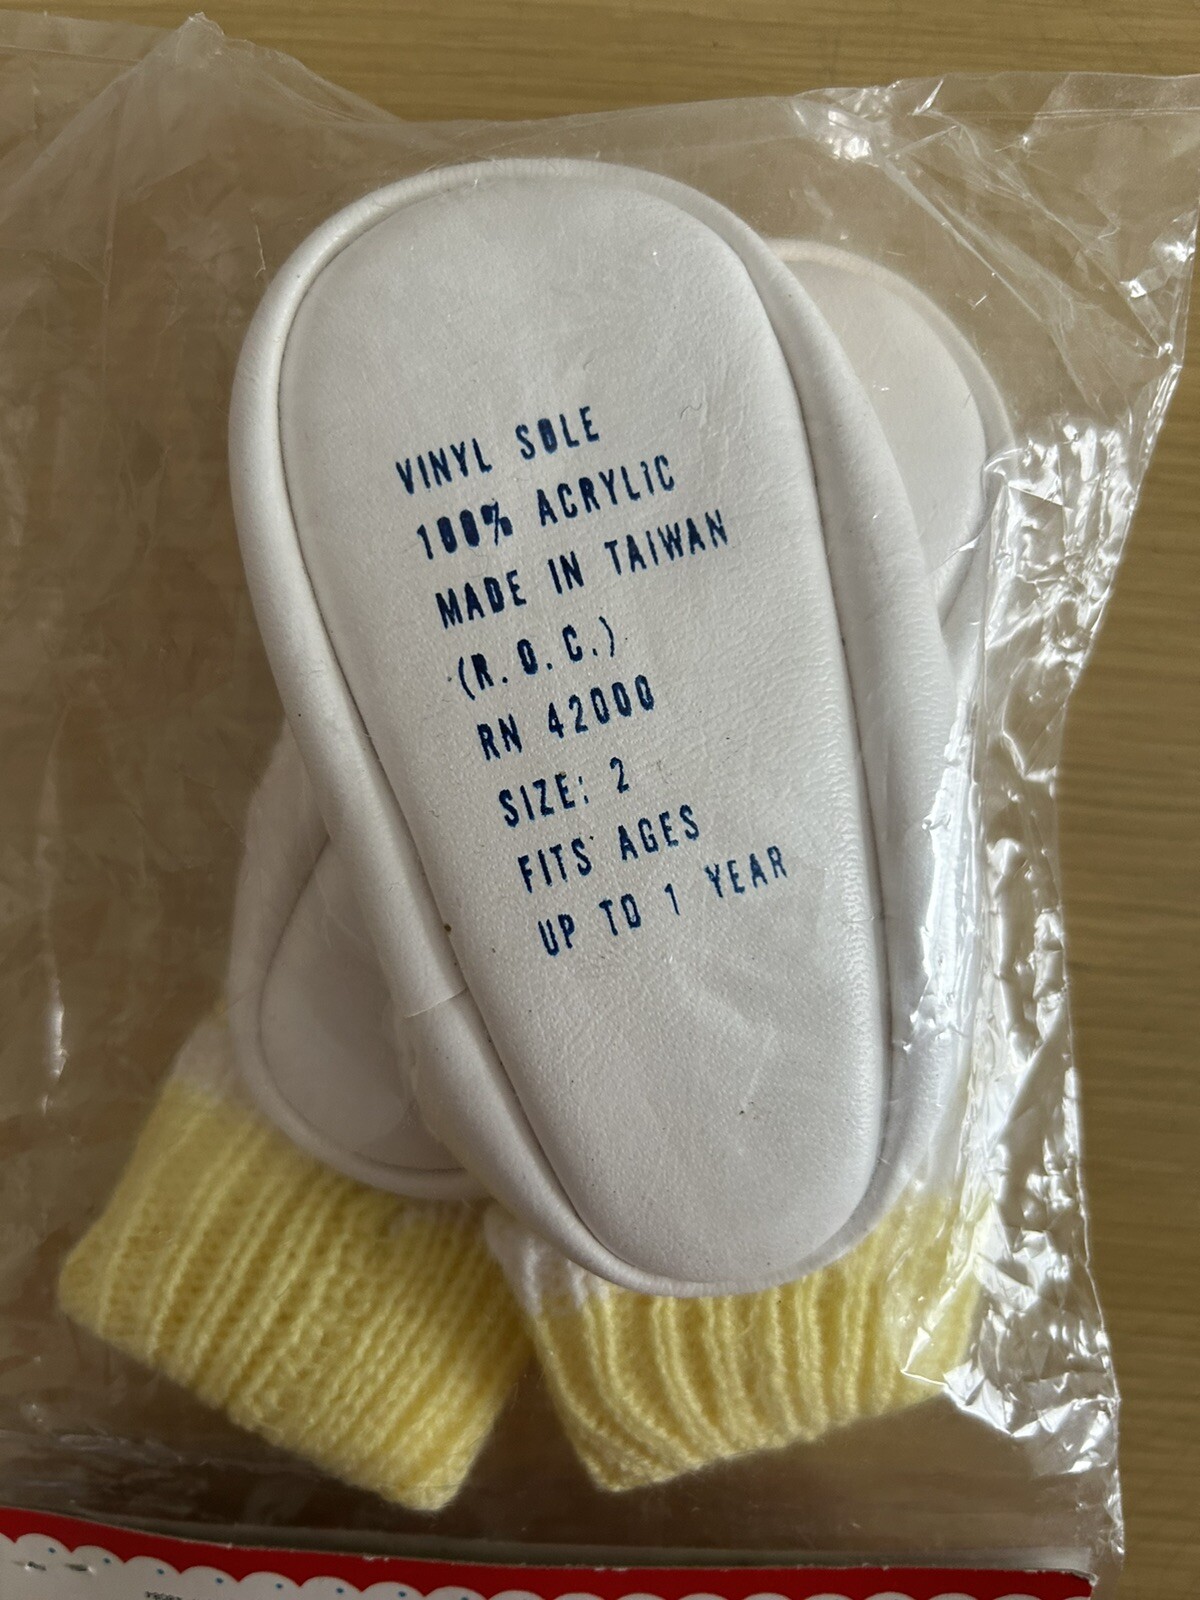 VINYL SOLE
100% ACRYLIC
MADE IN TAIWAN
(R.O.C.)
RN 42000
SIZE: 2
FITS AGES
UP TO 1 YEAR